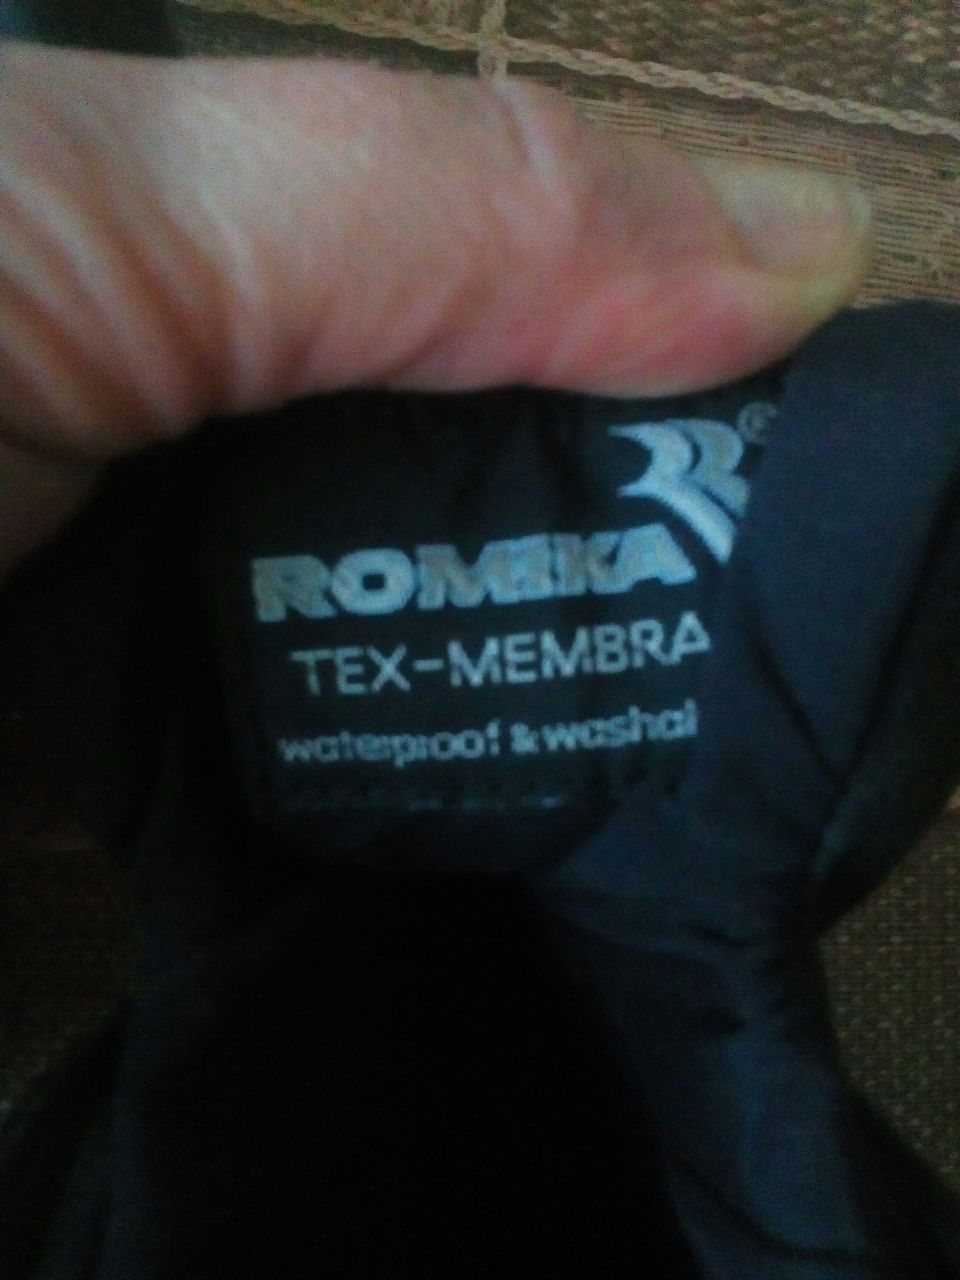 ®
ROMIKA
TEX-MEMBRA
waterproof & washal